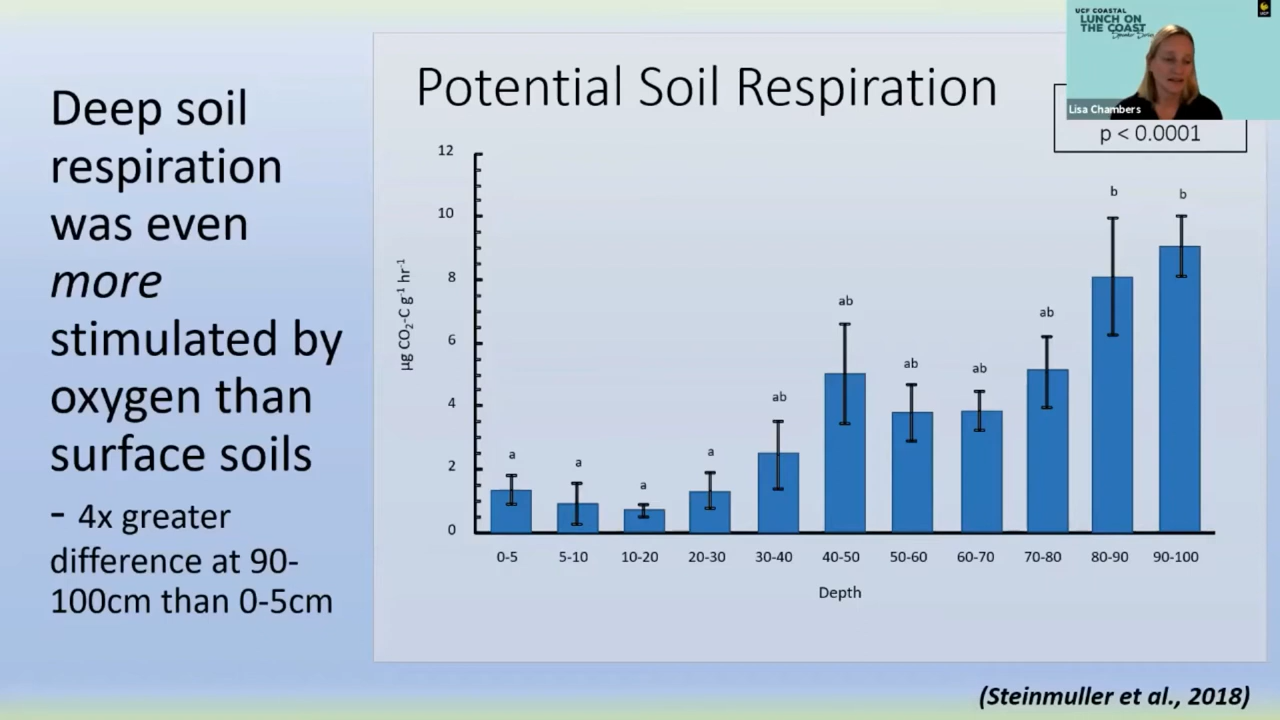 UCF COASTAL
LUNCH ON
THE COAST
Speaker Series
UCF
Lisa Chambers
Deep soil
respiration
was even
more
stimulated by
oxygen than
surface soils
- 4x greater
difference at 90-
100cm than 0-5cm
Potential Soil Respiration
p < 0.0001
µg CO₂-C g⁻¹ hr⁻¹
12
10
8
6
4
2
0
a
a
a
a
ab
ab
ab
ab
ab
b
b
0-5 5-10 10-20 20-30 30-40 40-50 50-60 60-70 70-80 80-90 90-100
Depth
(Steinmuller et al., 2018)